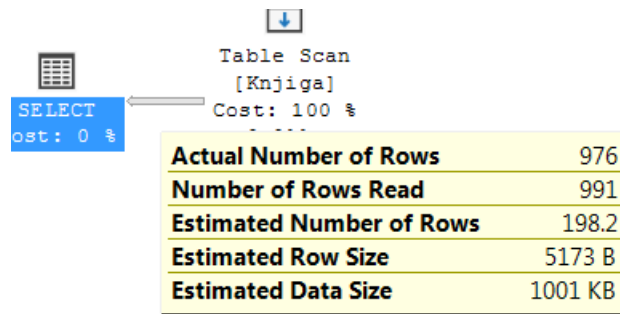 Table Scan
[Knjiga]
Cost: 100 %
SELECT
ost: 0 %
Actual Number of Rows 976
Number of Rows Read 991
Estimated Number of Rows 198.2
Estimated Row Size 5173 B
Estimated Data Size 1001 KB